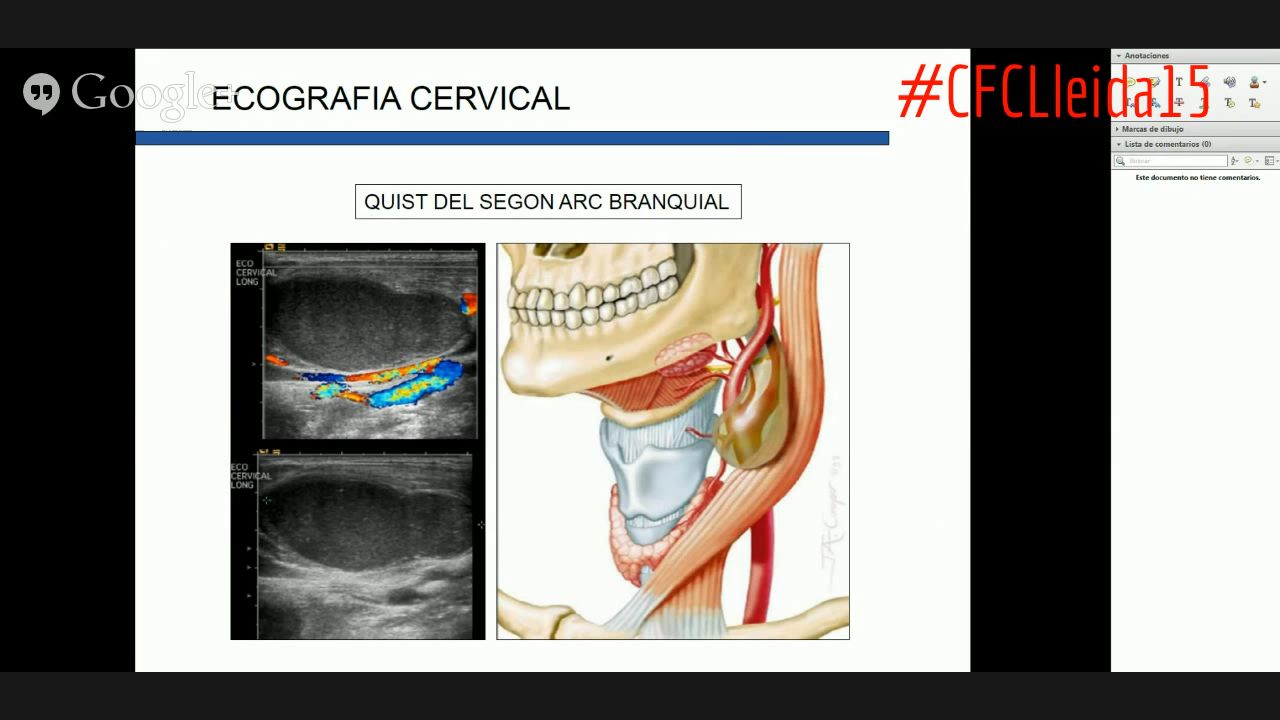 Google+
ECOGRAFIA CERVICAL
#CFCLleida15
QUIST DEL SEGON ARC BRANQUIAL
ECO
CERVICAL
LONG
ECO
CERVICAL
LONG
Anotaciones
Marcas de dibujo
Lista de comentarios (0)
Buscar
Este documento no tiene comentarios.